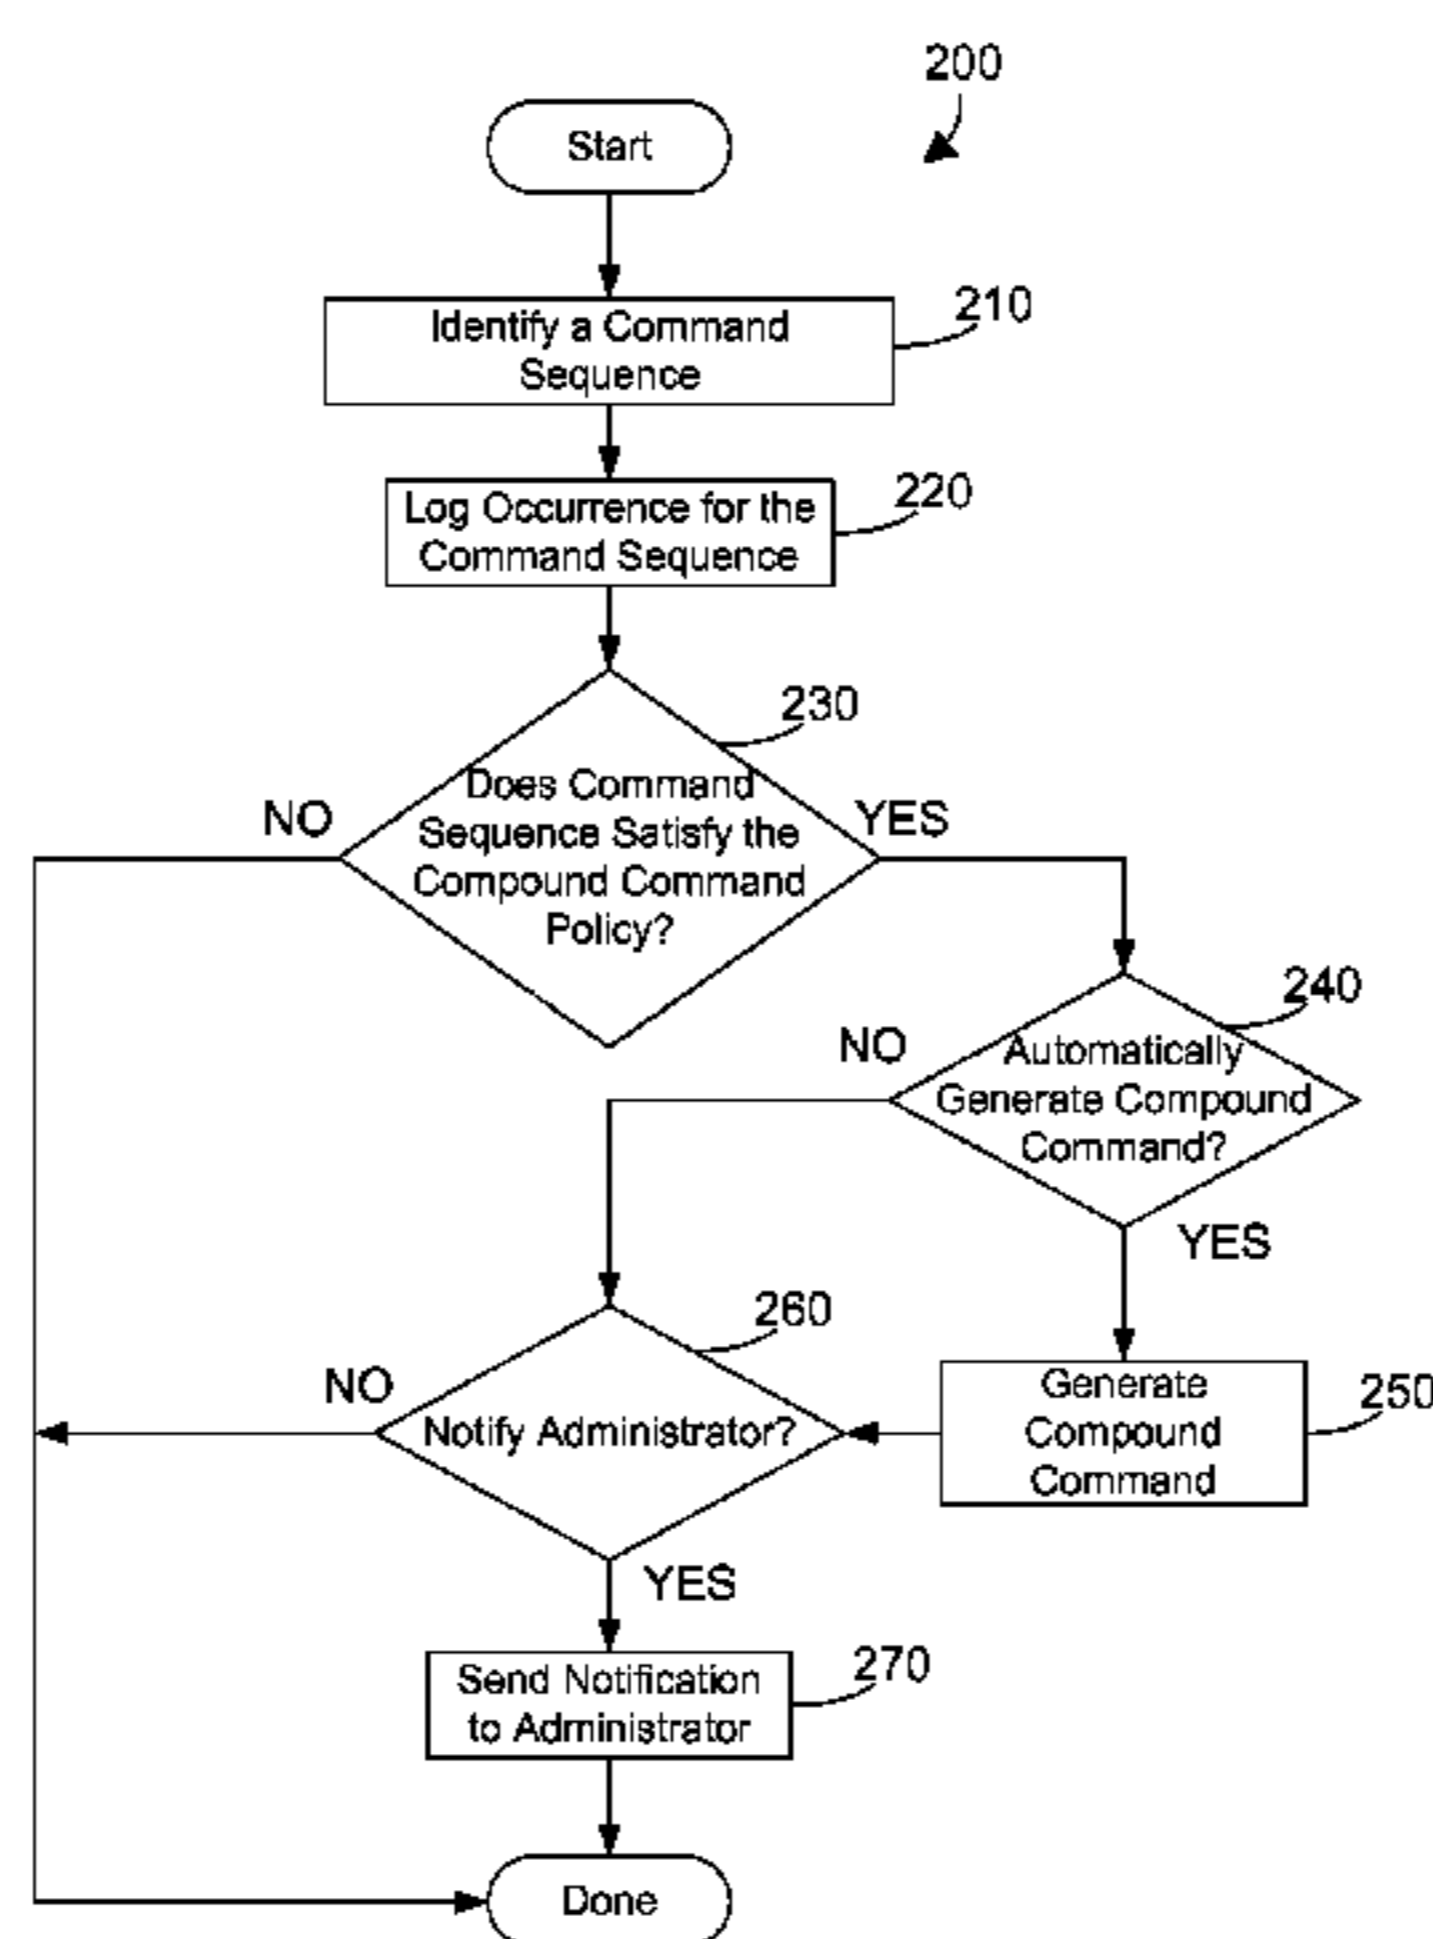 200
Start
210
Identify a Command
Sequence
220
Log Occurrence for the
Command Sequence
230
Does Command
Sequence Satisfy the
Compound Command
Policy?
NO
YES
240
Automatically
Generate Compound
Command?
NO
YES
260
Notify Administrator?
NO
YES
250
Generate
Compound
Command
270
Send Notification
to Administrator
Done